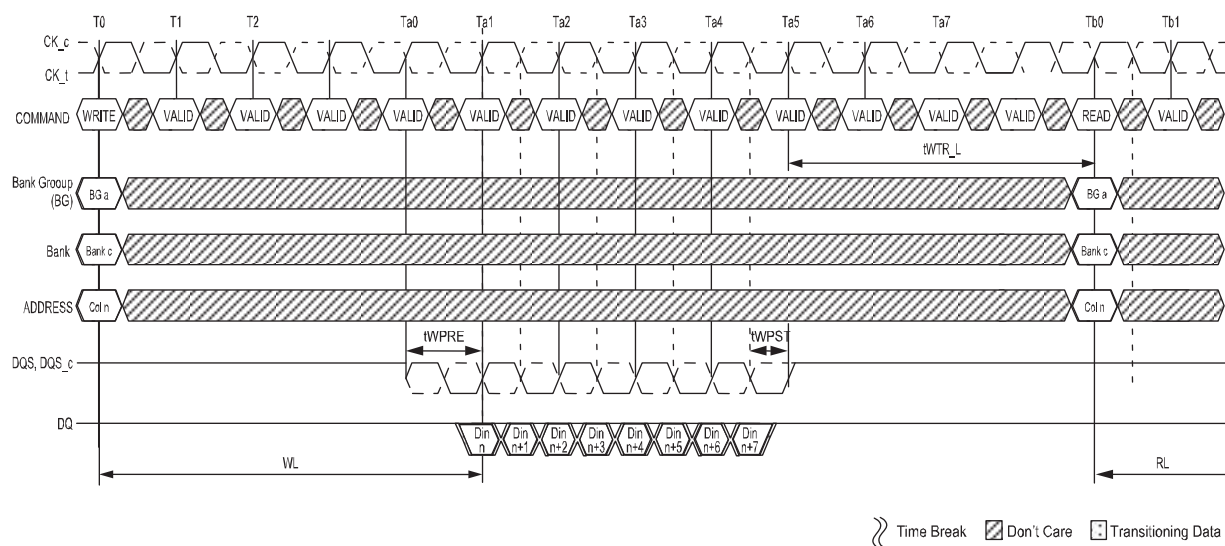 T0 T1 T2 Ta0 Ta1 Ta2 Ta3 Ta4 Ta5 Ta6 Ta7 Tb0 Tb1
CK_c
CK_t
COMMAND WRITE VALID VALID VALID VALID VALID VALID VALID VALID VALID VALID VALID VALID READ VALID
tWTR_L
Bank Grooup
(BG) BG a BG a
Bank Bank c Bank c
ADDRESS Col n Col n
tWPRE tWPST
DQS, DQS_c
DQ Din
n Din
n+1 Din
n+2 Din
n+3 Din
n+4 Din
n+5 Din
n+6 Din
n+7
WL RL
Time Break Don't Care Transitioning Data